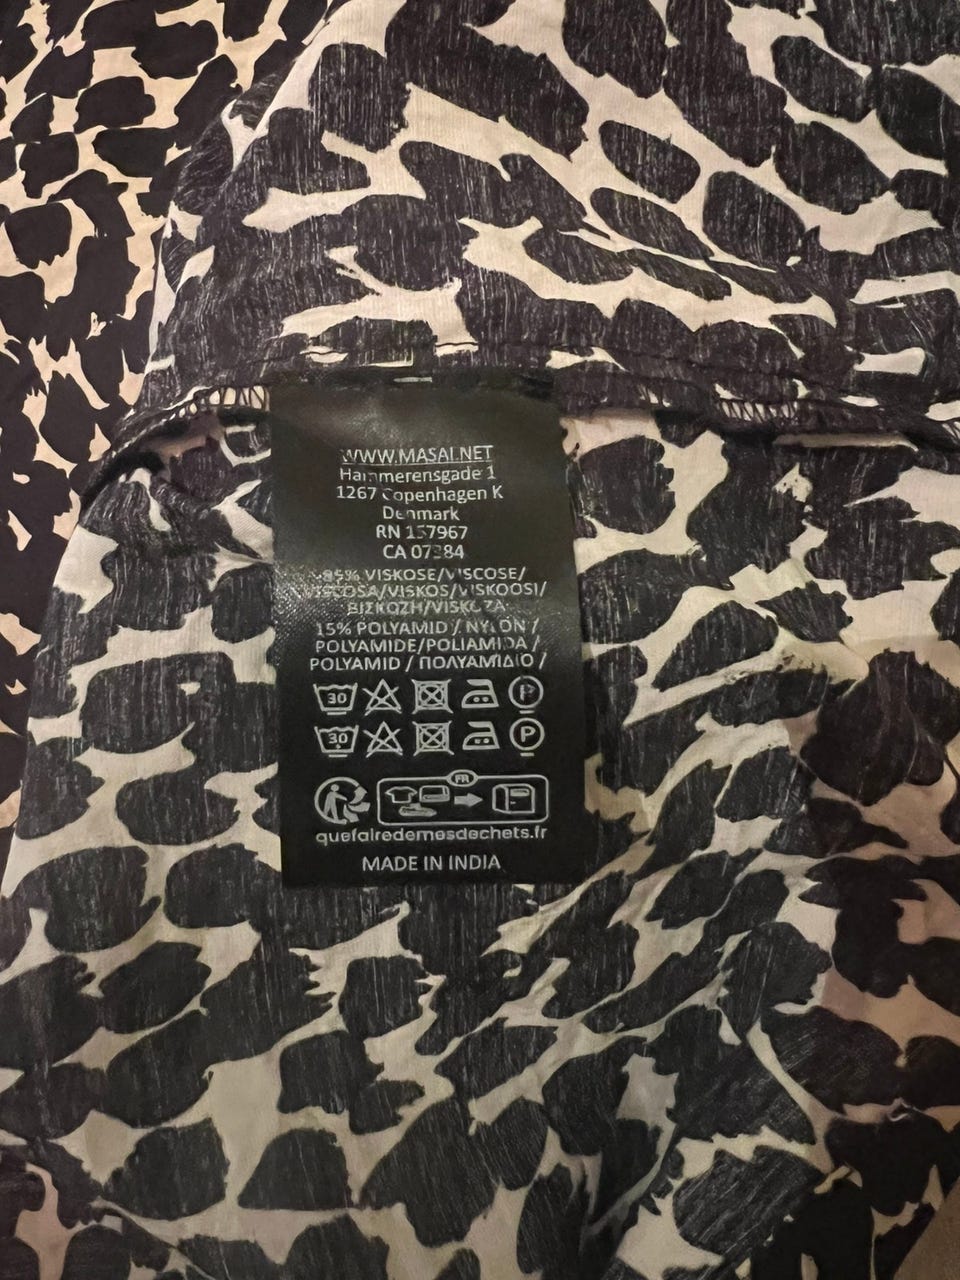 WWW.MASAI.NET
Hammerensgade 1
1267 Copenhagen K
Denmark
RN 157967
CA 07384
85% VISKOSE/VISCOSE/
VISCOSA/VISKOS/VISKOOSI/
ΒΙΣΚΟΖΗ/VISKOZA
15% POLYAMID / NYLON /
POLYAMIDE/POLIAMIDA /
POLYAMID / ΠΟΛΥΑΜΙΔΙΟ /
30 P
30 P
FR
quefairedemesdechets.fr
MADE IN INDIA